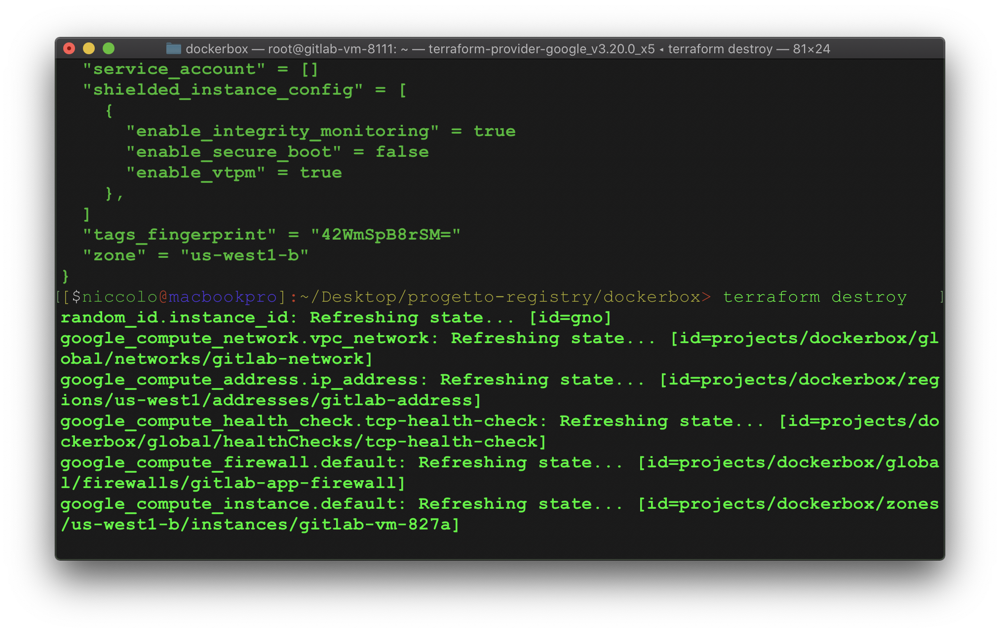 dockerbox — root@gitlab-vm-8111: ~ — terraform-provider-google_v3.20.0_x5 ◂ terraform destroy — 81×24
  "service_account" = []
  "shielded_instance_config" = [
    {
      "enable_integrity_monitoring" = true
      "enable_secure_boot" = false
      "enable_vtpm" = true
    },
  ]
  "tags_fingerprint" = "42WmSpB8rSM="
  "zone" = "us-west1-b"
}
[[$niccolo@macbookpro]:~/Desktop/progetto-registry/dockerbox> terraform destroy   ]
random_id.instance_id: Refreshing state... [id=gno]
google_compute_network.vpc_network: Refreshing state... [id=projects/dockerbox/gl
obal/networks/gitlab-network]
google_compute_address.ip_address: Refreshing state... [id=projects/dockerbox/reg
ions/us-west1/addresses/gitlab-address]
google_compute_health_check.tcp-health-check: Refreshing state... [id=projects/do
ckerbox/global/healthChecks/tcp-health-check]
google_compute_firewall.default: Refreshing state... [id=projects/dockerbox/globa
l/firewalls/gitlab-app-firewall]
google_compute_instance.default: Refreshing state... [id=projects/dockerbox/zones
/us-west1-b/instances/gitlab-vm-827a]